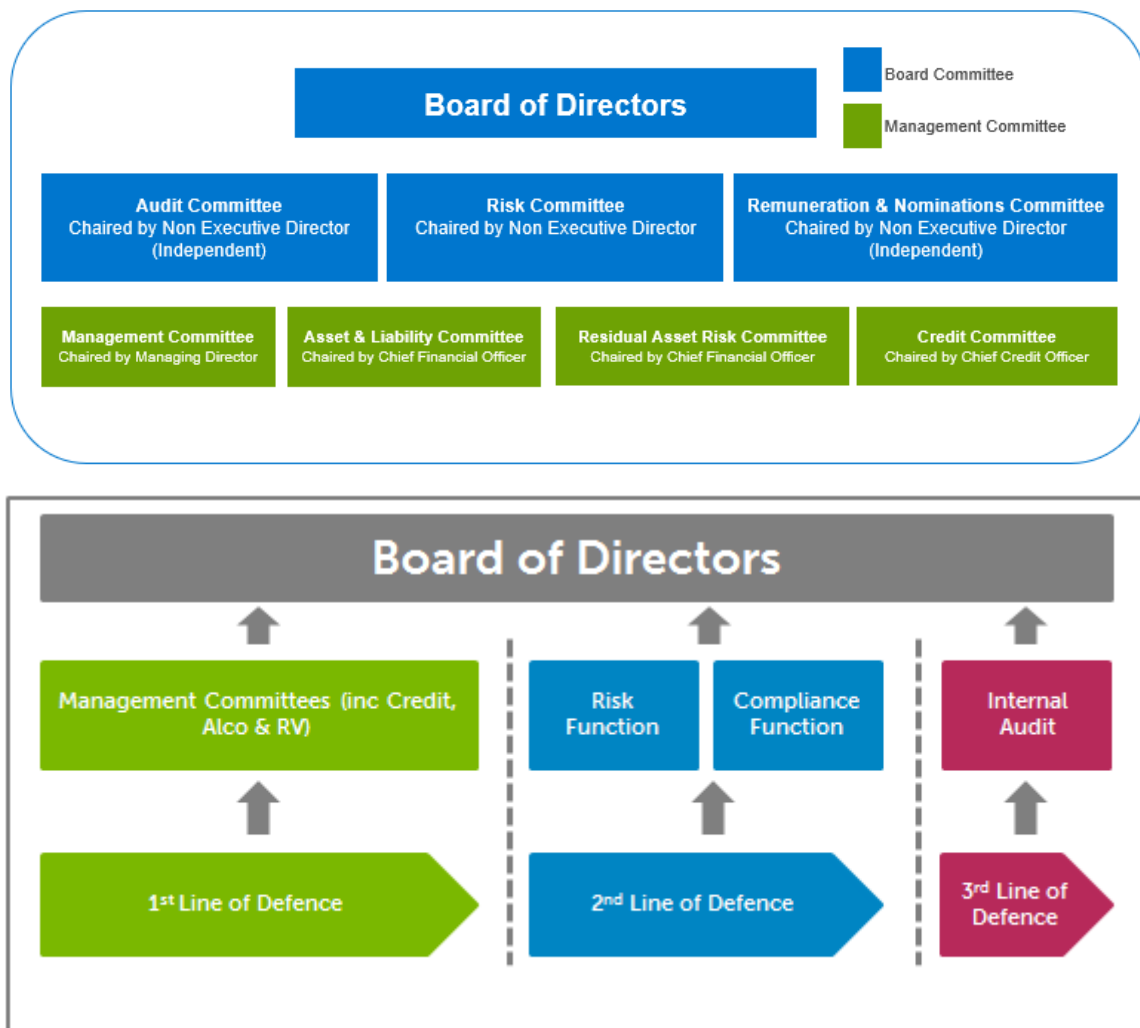 Board of Directors
Board Committee
Management Committee
Audit Committee
Chaired by Non Executive Director
(Independent)
Risk Committee
Chaired by Non Executive Director
Remuneration & Nominations Committee
Chaired by Non Executive Director
(Independent)
Management Committee
Chaired by Managing Director
Asset & Liability Committee
Chaired by Chief Financial Officer
Residual Asset Risk Committee
Chaired by Chief Financial Officer
Credit Committee
Chaired by Chief Credit Officer
Board of Directors
Management Committees (inc Credit,
Alco & RV)
Risk
Function
Compliance
Function
Internal
Audit
1st Line of Defence
2nd Line of Defence
3rd Line of
Defence